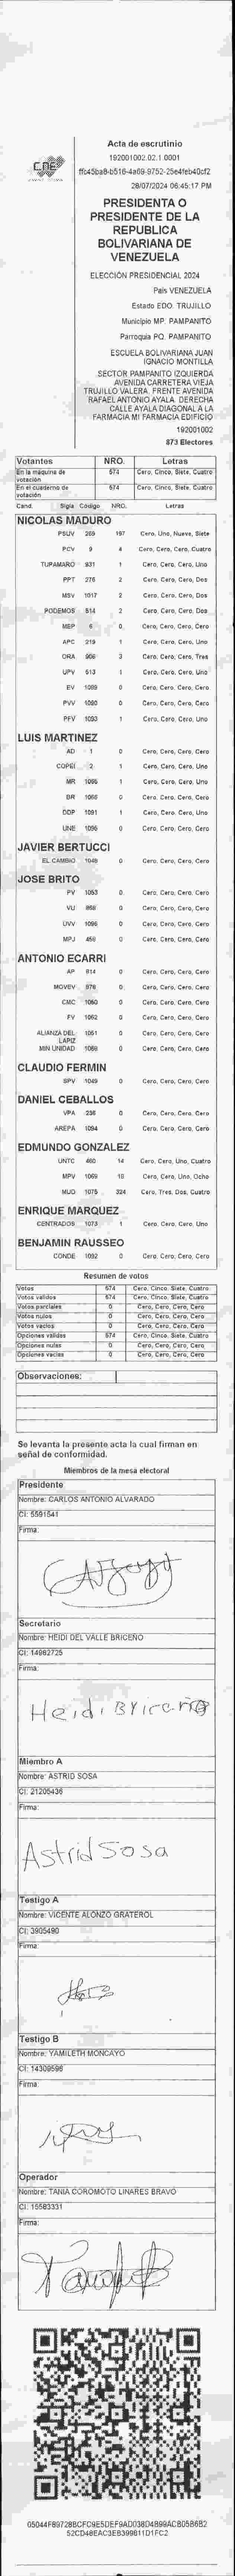 Acta de escrutinio
192001002.02.1.0001
ffc45ba8-b516-4a69-9752-25e4feb40cf2
28/07/2024 06:45:17 PM
CNE
PRESIDENTA O
PRESIDENTE DE LA
REPUBLICA
BOLIVARIANA DE
VENEZUELA
ELECCIÓN PRESIDENCIAL 2024
País VENEZUELA
Estado EDO. TRUJILLO
Municipio MP. PAMPANITO
Parroquia PQ. PAMPANITO
ESCUELA BOLIVARIANA JUAN
IGNACIO MONTILLA
SECTOR PAMPANITO IZQUIERDA
AVENIDA CARRETERA VIEJA
TRUJILLO VALERA. FRENTE AVENIDA
RAFAEL ANTONIO AYALA. DERECHA
CALLE AYALA DIAGONAL A LA
FARMACIA MI FARMACIA EDIFICIO
192001002
873 Electores
Votantes NRO. Letras
En la máquina de votación 574 Cero, Cinco, Siete, Cuatro
En el cuaderno de votación 574 Cero, Cinco, Siete, Cuatro
Cand. Sigla Código NRO. Letras
NICOLAS MADURO
PSUV 269 197 Cero, Uno, Nueve, Siete
PCV 9 4 Cero, Cero, Cero, Cuatro
TUPAMARO 931 1 Cero, Cero, Cero, Uno
PPT 276 2 Cero, Cero, Cero, Dos
MSV 1017 2 Cero, Cero, Cero, Dos
PODEMOS 514 2 Cero, Cero, Cero, Dos
MEP 6 0 Cero, Cero, Cero, Cero
APC 219 1 Cero, Cero, Cero, Uno
ORA 906 3 Cero, Cero, Cero, Tres
UPV 513 1 Cero, Cero, Cero, Uno
EV 1089 0 Cero, Cero, Cero, Cero
PVV 1090 0 Cero, Cero, Cero, Cero
PFV 1093 1 Cero, Cero, Cero, Uno
LUIS MARTINEZ
AD 1 0 Cero, Cero, Cero, Cero
COPEI 2 1 Cero, Cero, Cero, Uno
MR 1 Cero, Cero, Cero, Uno
BR 1066 0 Cero, Cero, Cero, Cero
DDP 1091 1 Cero, Cero, Cero, Uno
UNE 1096 0 Cero, Cero, Cero, Cero
JAVIER BERTUCCI
EL CAMBIO 1048 0 Cero, Cero, Cero, Cero
JOSE BRITO
PV 1053 0 Cero, Cero, Cero, Cero
VU 0 Cero, Cero, Cero, Cero
UVV 0 Cero, Cero, Cero, Cero
MPJ 458 0 Cero, Cero, Cero, Cero
ANTONIO ECARRI
AP 914 0 Cero, Cero, Cero, Cero
MOVEV 978 0 Cero, Cero, Cero, Cero
CMC 1060 0 Cero, Cero, Cero, Cero
FV 1062 0 Cero, Cero, Cero, Cero
ALIANZA DEL LAPIZ 1061 0 Cero, Cero, Cero, Cero
MIN UNIDAD 1068 0 Cero, Cero, Cero, Cero
CLAUDIO FERMIN
SPV 1049 0 Cero, Cero, Cero, Cero
DANIEL CEBALLOS
VPA 236 0 Cero, Cero, Cero, Cero
AREPA 1094 0 Cero, Cero, Cero, Cero
EDMUNDO GONZALEZ
UNTC 460 14 Cero, Cero, Uno, Cuatro
MPV 1069 18 Cero, Cero, Uno, Ocho
MUD 1075 324 Cero, Tres, Dos, Cuatro
ENRIQUE MARQUEZ
CENTRADOS 1073 1 Cero, Cero, Cero, Uno
BENJAMIN RAUSSEO
CONDE 1092 0 Cero, Cero, Cero, Cero
Resumen de votos
Votos 574 Cero, Cinco, Siete, Cuatro
Votos válidos 574 Cero, Cinco, Siete, Cuatro
Votos parciales 0 Cero, Cero, Cero, Cero
Votos nulos 0 Cero, Cero, Cero, Cero
Votos vacíos 0 Cero, Cero, Cero, Cero
Opciones válidas 574 Cero, Cinco, Siete, Cuatro
Opciones nulas 0 Cero, Cero, Cero, Cero
Opciones vacías 0 Cero, Cero, Cero, Cero
Observaciones:
Se levanta la presente acta la cual firman en
señal de conformidad.
Miembros de la mesa electoral
Presidente
Nombre: CARLOS ANTONIO ALVARADO
CI: 5591541
Firma:
Secretario
Nombre: HEIDI DEL VALLE BRICEÑO
CI: 14982725
Firma:
Heidi Briceño
Miembro A
Nombre: ASTRID SOSA
CI: 21205436
Firma:
Astrid Sosa
Testigo A
Nombre: VICENTE ALONZO GRATEROL
CI: 3905490
Firma:
Testigo B
Nombre: YAMILETH MONCAYO
CI: 14309596
Firma:
Operador
Nombre: TANIA COROMOTO LINARES BRAVO
CI: 15583331
Firma: